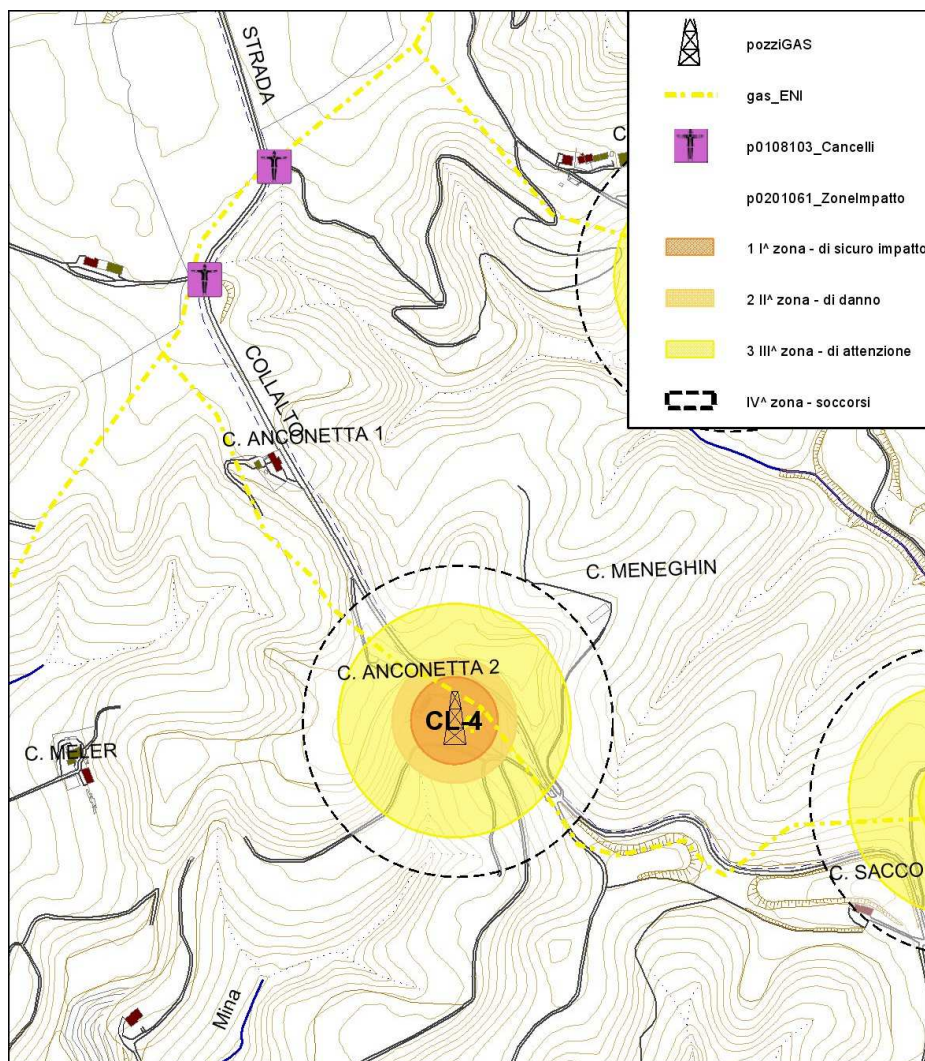 STRADA
COLLALTO
C. ANCONETTA 1
C. MENEGHIN
C. ANCONETTA 2
CL-4
C. MELER
C. SACCO
Mina
C
pozziGAS
gas_ENI
p0108103_Cancelli
p0201061_ZoneImpatto
1 I^ zona - di sicuro impatto
2 II^ zona - di danno
3 III^ zona - di attenzione
IV^ zona - soccorsi